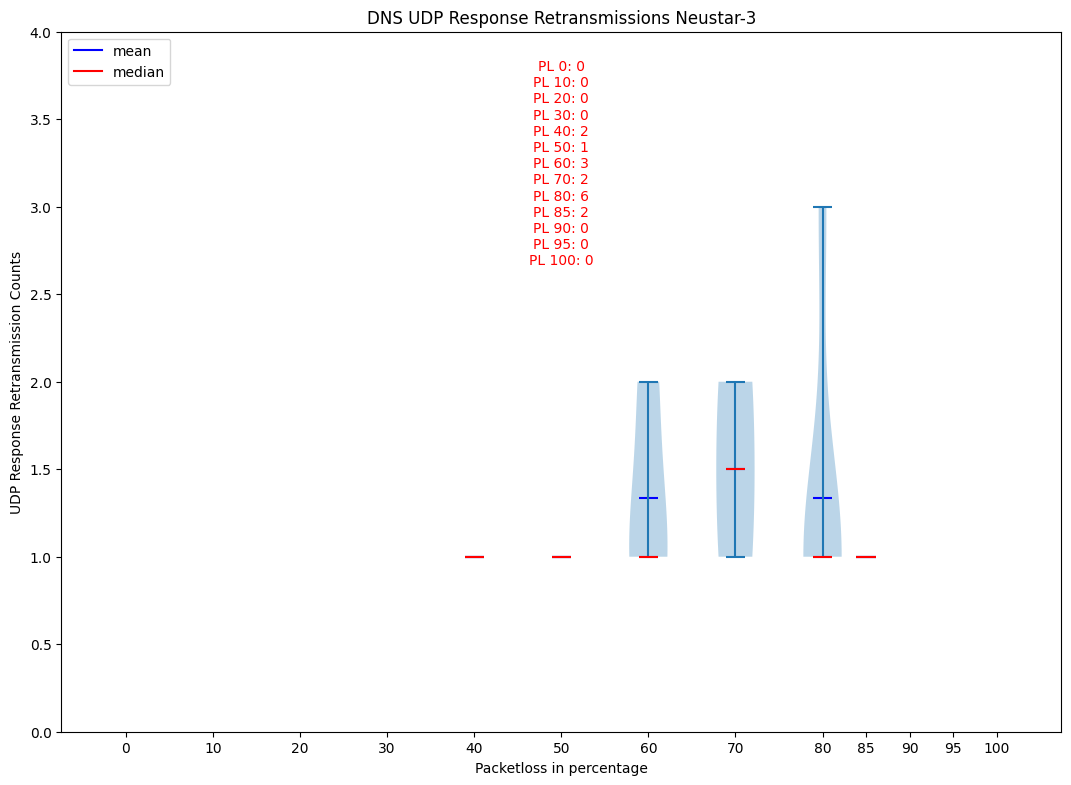 DNS UDP Response Retransmissions Neustar-3
mean
median
PL 0: 0
PL 10: 0
PL 20: 0
PL 30: 0
PL 40: 2
PL 50: 1
PL 60: 3
PL 70: 2
PL 80: 6
PL 85: 2
PL 90: 0
PL 95: 0
PL 100: 0
UDP Response Retransmission Counts
4.0
3.5
3.0
2.5
2.0
1.5
1.0
0.5
0.0
0 10 20 30 40 50 60 70 80 85 90 95 100
Packetloss in percentage